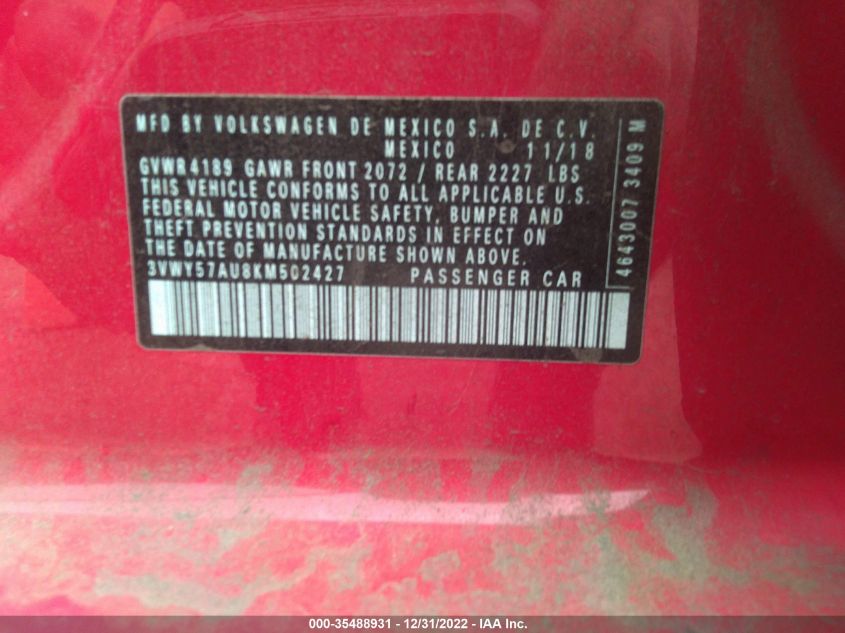 MFD BY VOLKSWAGEN DE MEXICO S.A. DE C.V.
MEXICO 11/18
GVWR4189 GAWR FRONT 2072 / REAR 2227 LBS
THIS VEHICLE CONFORMS TO ALL APPLICABLE U.S.
FEDERAL MOTOR VEHICLE SAFETY, BUMPER AND
THEFT PREVENTION STANDARDS IN EFFECT ON
THE DATE OF MANUFACTURE SHOWN ABOVE.
3VWY57AU8KM502427 PASSENGER CAR
4643007 3409 M
000-35488931 - 12/31/2022 - IAA Inc.